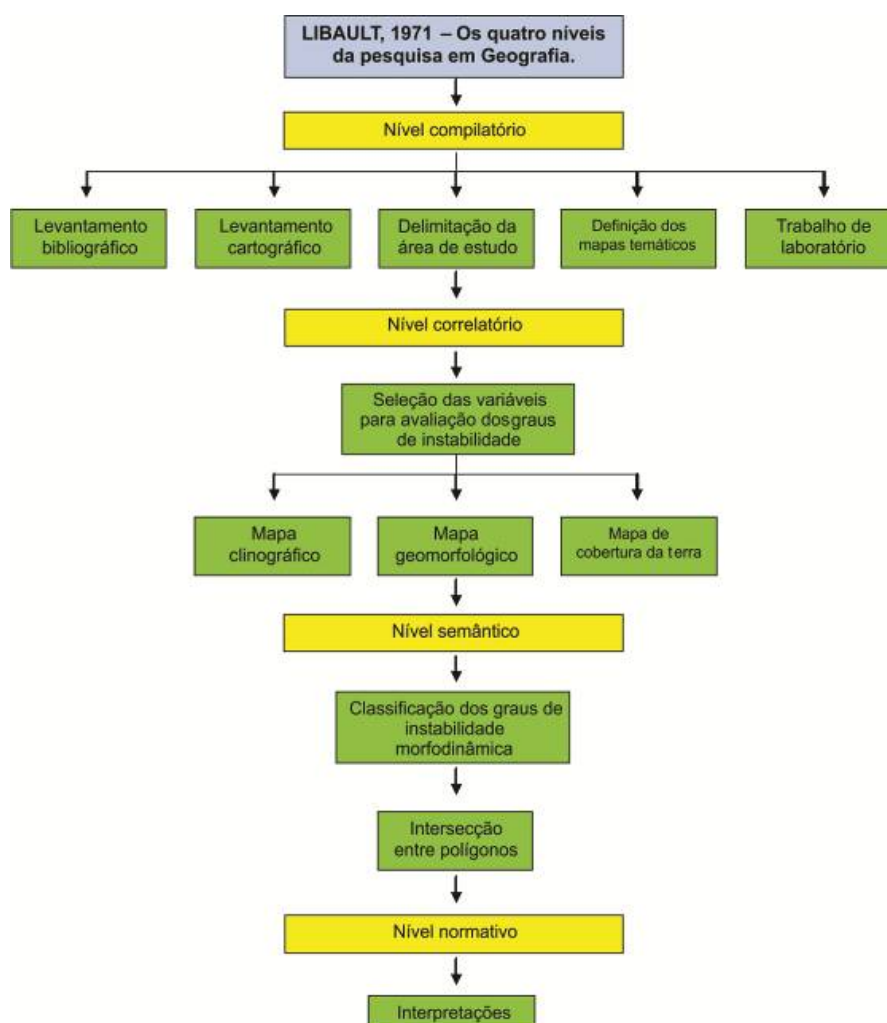 LIBAULT, 1971 – Os quatro níveis
da pesquisa em Geografia.
Nível compilatório
Levantamento
bibliográfico
Levantamento
cartográfico
Delimitação da
área de estudo
Definição dos
mapas temáticos
Trabalho de
laboratório
Nível correlatório
Seleção das variáveis
para avaliação dosgraus
de instabilidade
Mapa
clinográfico
Mapa
geomorfológico
Mapa de
cobertura da terra
Nível semântico
Classificação dos graus de
instabilidade
morfodinâmica
Intersecção
entre polígonos
Nível normativo
Interpretações